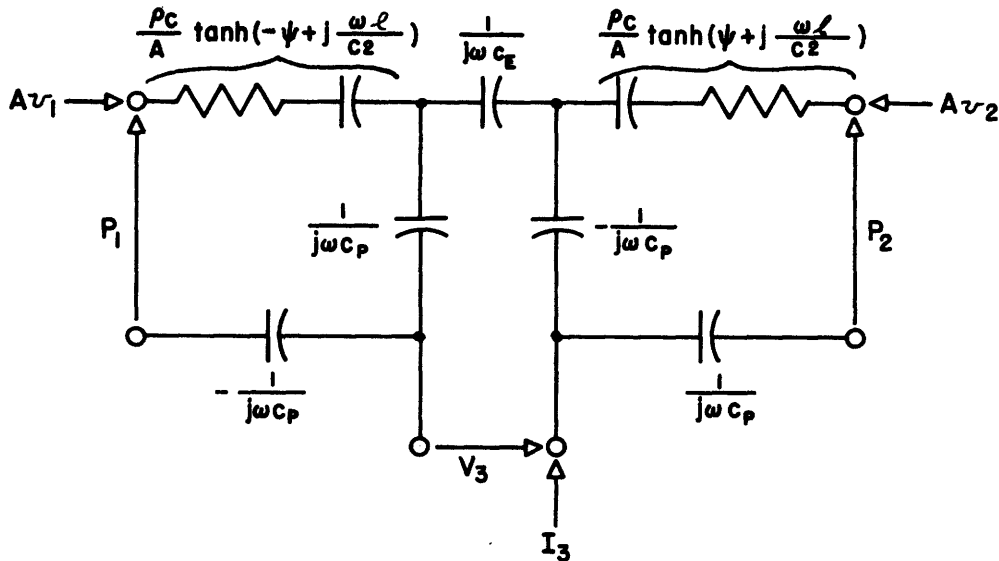 ρc/A tanh(-ψ+j ωℓ/c2)
1/jωc_E
ρc/A tanh(ψ+j ωℓ/c2)
Av₁
Av₂
P₁
1/jωc_p
-1/jωc_p
P₂
-1/jωc_p
1/jωc_p
V₃
I₃